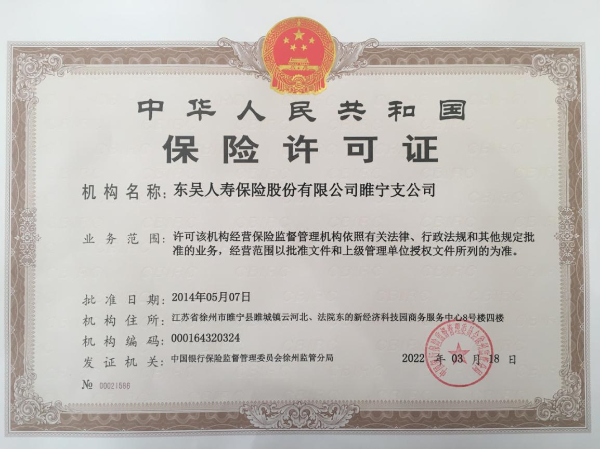 中华人民共和国
保险许可证
机构名称：东吴人寿保险股份有限公司睢宁支公司
业务范围：许可该机构经营保险监督管理机构依照有关法律、行政法规和其他规定批
准的业务，经营范围以批准文件和上级管理单位授权文件所列的为准。
批准日期：2014年05月07日
机构住所：江苏省徐州市睢宁县睢城镇云河北、法院东的新经济科技园商务服务中心8号楼四楼
机构编码：000164320324
发证机关：中国银行保险监督管理委员会徐州监管分局
2022 年 03 月 18 日
№ 00021586